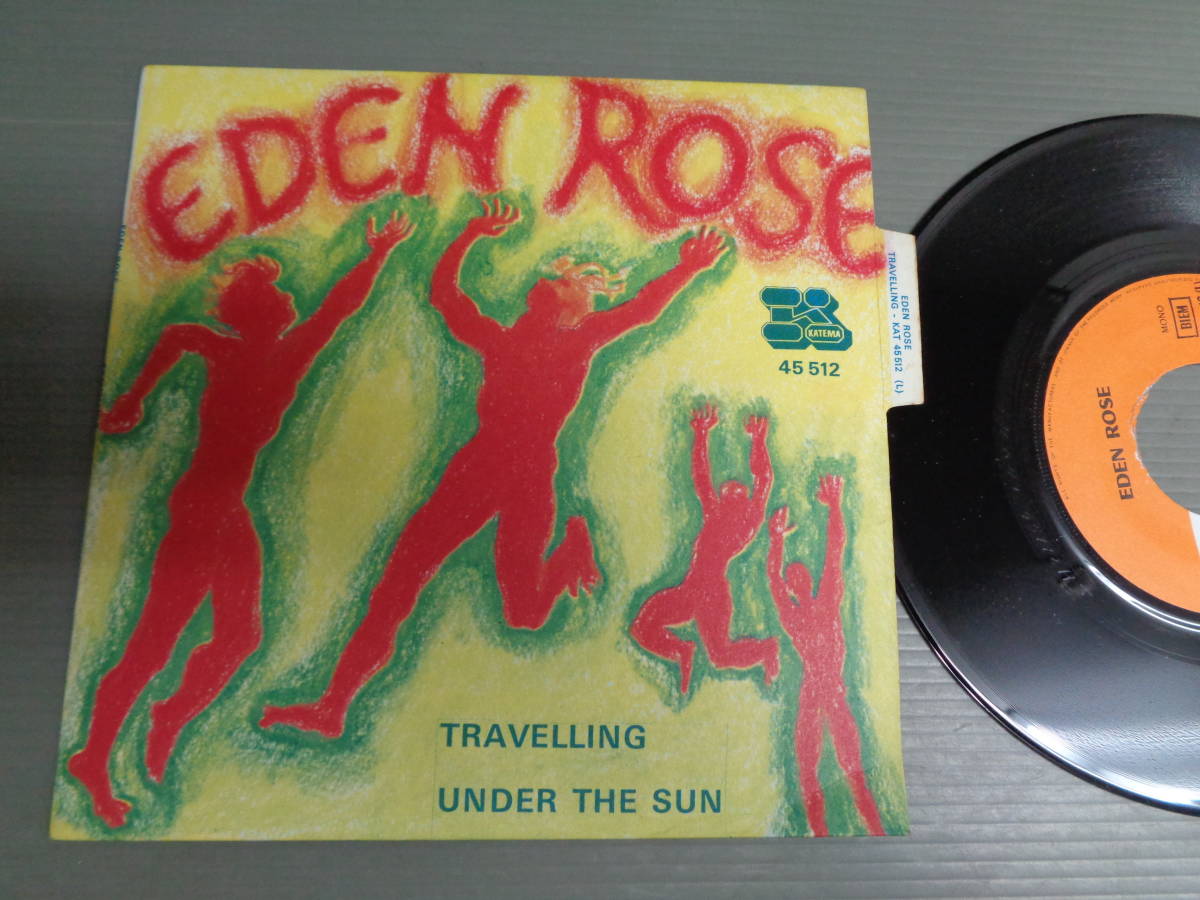 EDEN ROSE
KATEMA
45 512
TRAVELLING
UNDER THE SUN
EDEN ROSE
TRAVELLING - KAT 45 512 (L)
MONO
BIEM
EDEN ROSE